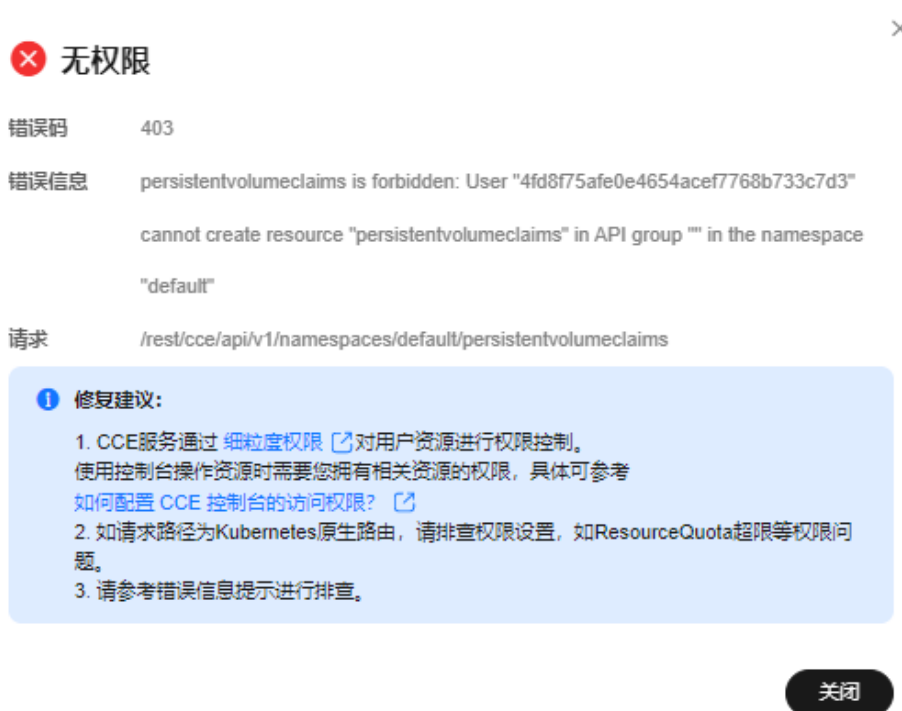 无权限
错误码 403
错误信息 persistentvolumeclaims is forbidden: User "4fd8f75afe0e4654acef7768b733c7d3"
cannot create resource "persistentvolumeclaims" in API group "" in the namespace
"default"
请求 /rest/cce/api/v1/namespaces/default/persistentvolumeclaims
修复建议：
1. CCE服务通过 细粒度权限 对用户资源进行权限控制。
使用控制台操作资源时需要您拥有相关资源的权限，具体可参考
如何配置 CCE 控制台的访问权限？
2. 如请求路径为Kubernetes原生路由，请排查权限设置，如ResourceQuota超限等权限问
题。
3. 请参考错误信息提示进行排查。
关闭